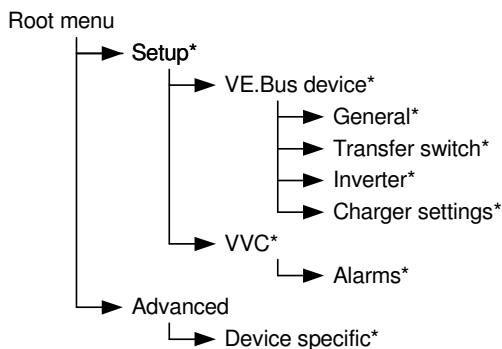 Root menu
Setup*
VE.Bus device*
General*
Transfer switch*
Inverter*
Charger settings*
VVC*
Alarms*
Advanced
Device specific*